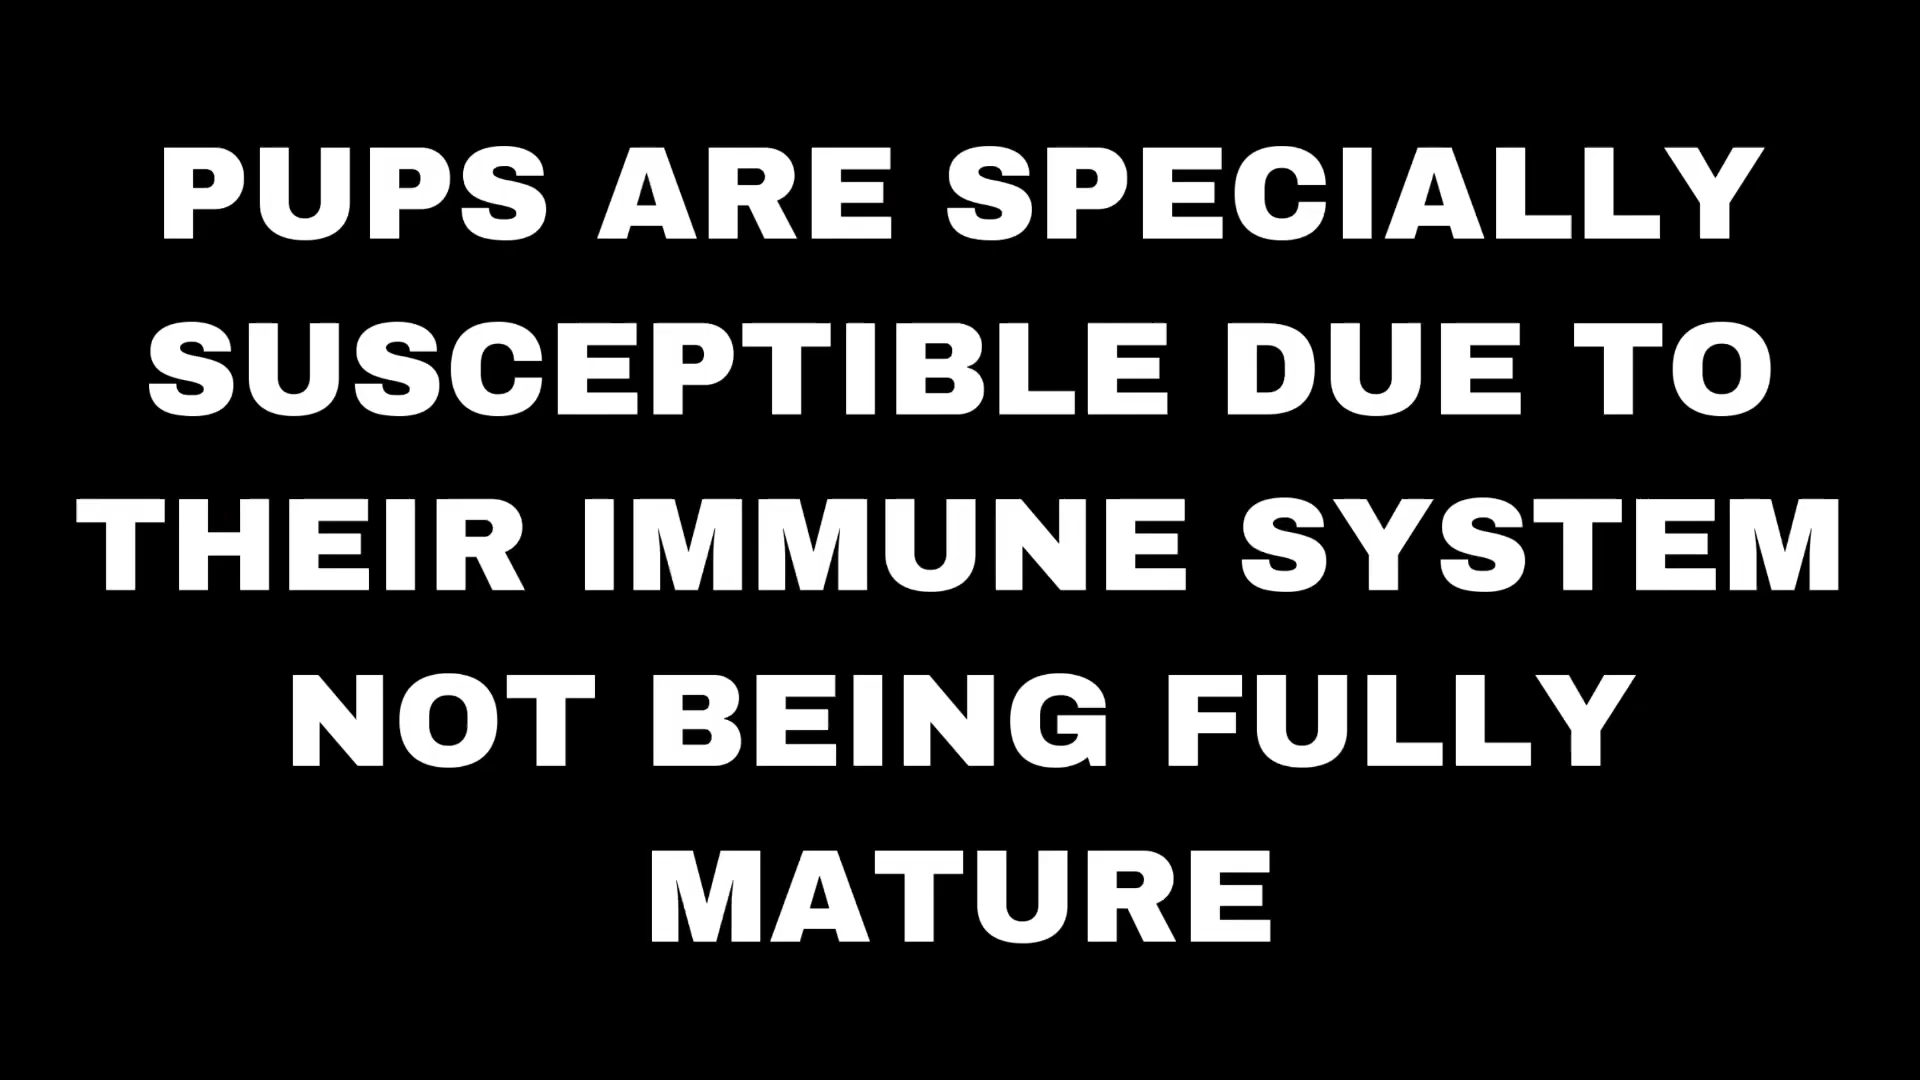 PUPS ARE SPECIALLY
SUSCEPTIBLE DUE TO
THEIR IMMUNE SYSTEM
NOT BEING FULLY
MATURE